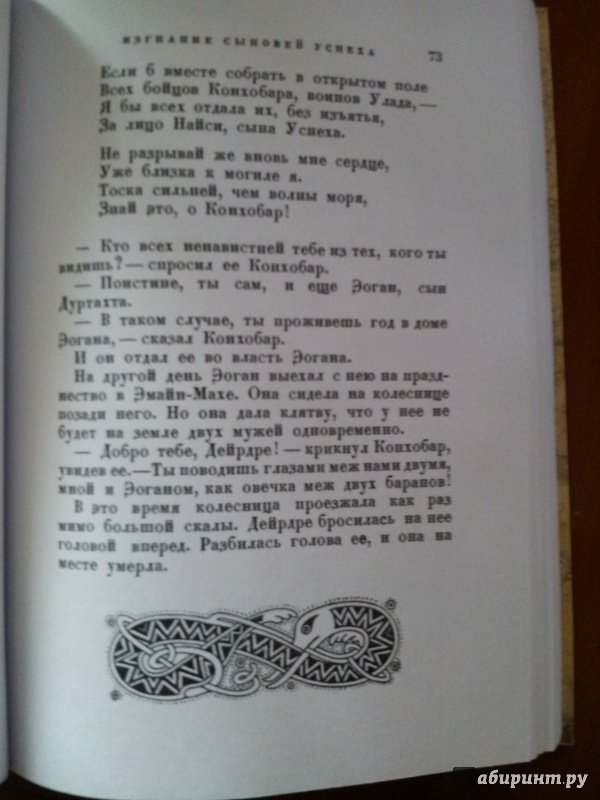 ИЗГНАНИЕ СЫНОВЕЙ УСНЕХА 73
Если б вместе собрать в открытом поле
Всех бойцов Конхобара, воинов Улада,—
Я бы всех отдала их, без изъятья,
За лицо Найси, сына Уснеха.
Не разрывай же вновь мне сердце,
Уже близка к могиле я.
Тоска сильней, чем волны моря,
Знай это, о Конхобар!
— Кто всех ненавистней тебе из тех, кого ты
видишь? — спросил ее Конхобар.
— Поистине, ты сам, и еще Эоган, сын
Дуртахта.
— В таком случае, ты проживешь год в доме
Эогана, — сказал Конхобар.
И он отдал ее во власть Эогана.
На другой день Эоган выехал с нею на празд-
нество в Эмайн-Махе. Она сидела на колеснице
позади него. Но она дала клятву, что у нее не
будет на земле двух мужей одновременно.
— Добро тебе, Дейрдре! — крикнул Конхобар,
увидев ее.—Ты поводишь глазами меж нами двумя,
мной и Эоганом, как овечка меж двух баранов!
В это время колесница проезжала как раз
мимо большой скалы. Дейрдре бросилась на нее
головой вперед. Разбилась голова ее, и она на
месте умерла.
абиринт.ру